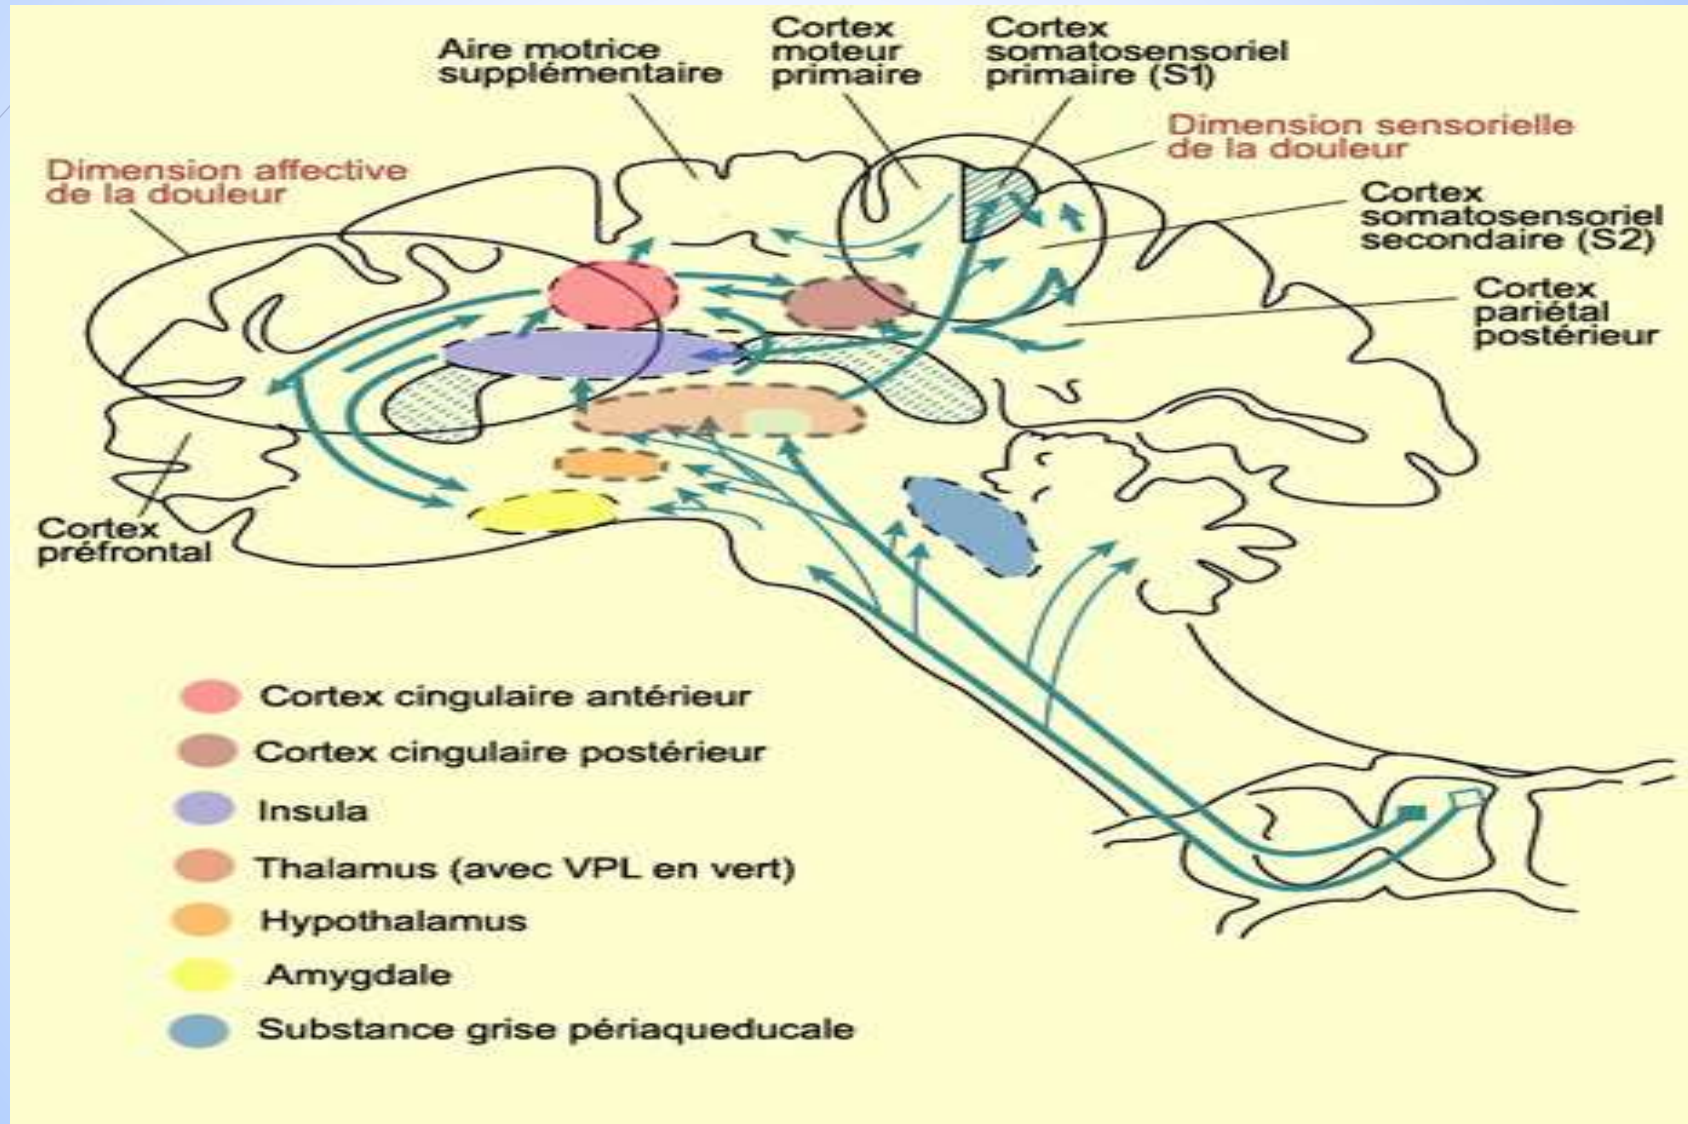 Aire motrice
supplémentaire
Cortex
moteur
primaire
Cortex
somatosensoriel
primaire (S1)
Dimension sensorielle
de la douleur
Dimension affective
de la douleur
Cortex
somatosensoriel
secondaire (S2)
Cortex
pariétal
postérieur
Cortex
préfrontal
Cortex cingulaire antérieur
Cortex cingulaire postérieur
Insula
Thalamus (avec VPL en vert)
Hypothalamus
Amygdale
Substance grise périaqueducale